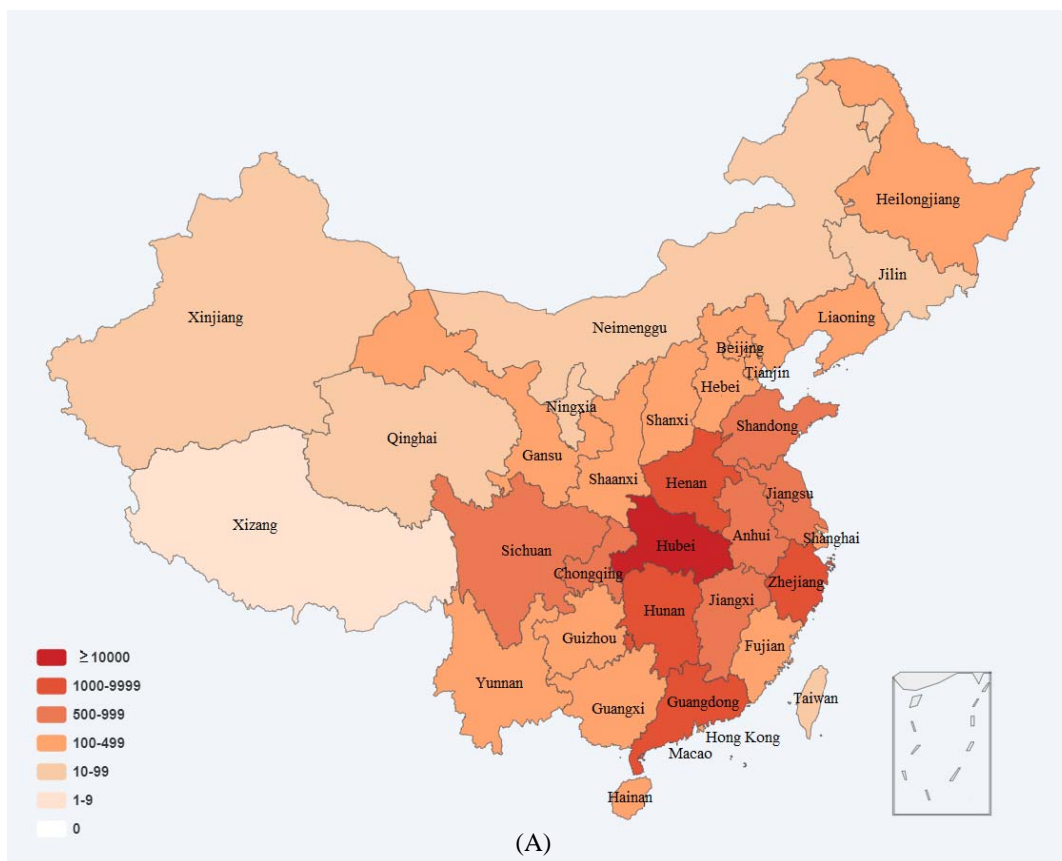 Heilongjiang
Jilin
Xinjiang
Neimenggu
Liaoning
Beijing
Tianjin
Hebei
Ningxia
Shanxi
Shandong
Qinghai
Gansu
Shaanxi
Henan
Jiangsu
Xizang
Anhui
Shanghai
Sichuan
Hubei
Chongqing
Zhejiang
Hunan
Jiangxi
Guizhou
Fujian
Yunnan
Taiwan
Guangxi
Guangdong
Hong Kong
Macao
Hainan
≥10000
1000-9999
500-999
100-499
10-99
1-9
0
(A)